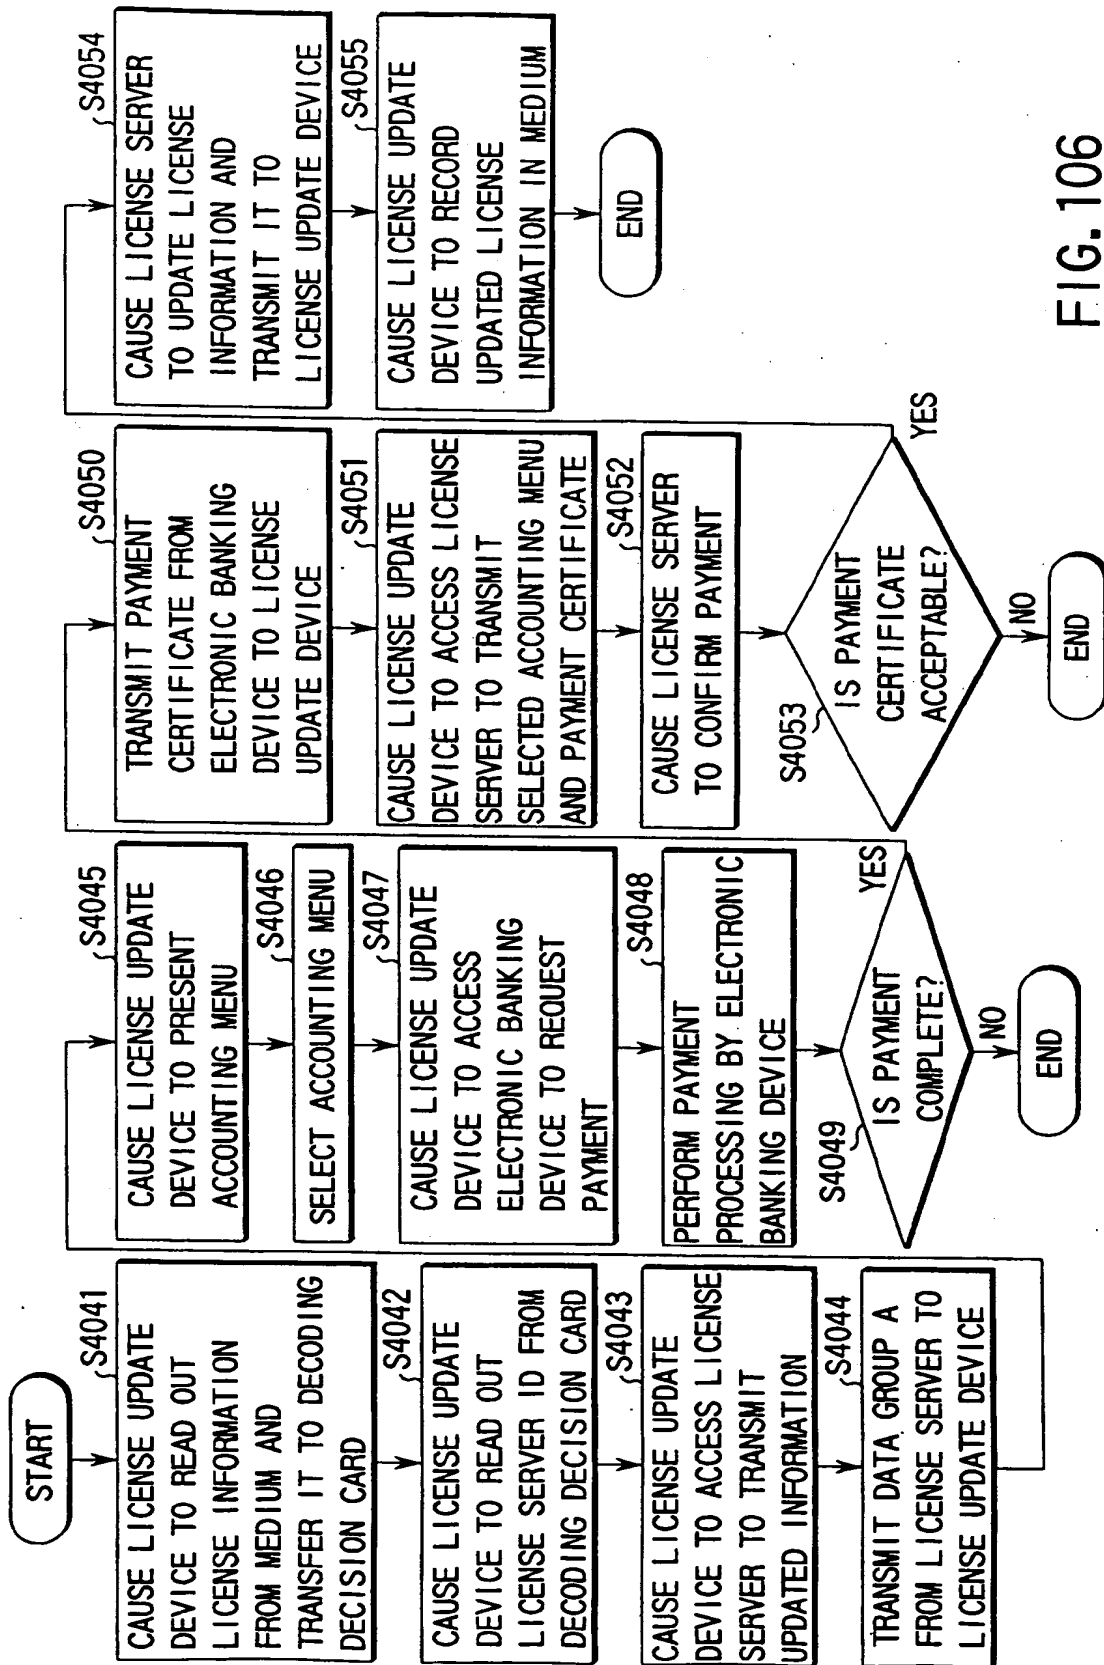 START
S4041
CAUSE LICENSE UPDATE
DEVICE TO READ OUT
LICENSE INFORMATION
FROM MEDIUM AND
TRANSFER IT TO DECODING
DECISION CARD
S4042
CAUSE LICENSE UPDATE
DEVICE TO READ OUT
LICENSE SERVER ID FROM
DECODING DECISION CARD
S4043
CAUSE LICENSE UPDATE
DEVICE TO ACCESS LICENSE
SERVER TO TRANSMIT
UPDATED INFORMATION
S4044
TRANSMIT DATA GROUP A
FROM LICENSE SERVER TO
LICENSE UPDATE DEVICE
S4045
CAUSE LICENSE UPDATE
DEVICE TO PRESENT
ACCOUNTING MENU
S4046
SELECT ACCOUNTING MENU
S4047
CAUSE LICENSE UPDATE
DEVICE TO ACCESS
ELECTRONIC BANKING
DEVICE TO REQUEST
PAYMENT
S4048
PERFORM PAYMENT
PROCESSING BY ELECTRONIC
BANKING DEVICE
S4049
IS PAYMENT
COMPLETE?
YES
NO
END
S4050
TRANSMIT PAYMENT
CERTIFICATE FROM
ELECTRONIC BANKING
DEVICE TO LICENSE
UPDATE DEVICE
S4051
CAUSE LICENSE UPDATE
DEVICE TO ACCESS LICENSE
SERVER TO TRANSMIT
SELECTED ACCOUNTING MENU
AND PAYMENT CERTIFICATE
S4052
CAUSE LICENSE SERVER
TO CONFIRM PAYMENT
S4053
IS PAYMENT
CERTIFICATE
ACCEPTABLE?
YES
NO
END
S4054
CAUSE LICENSE SERVER
TO UPDATE LICENSE
INFORMATION AND
TRANSMIT IT TO
LICENSE UPDATE DEVICE
S4055
CAUSE LICENSE UPDATE
DEVICE TO RECORD
UPDATED LICENSE
INFORMATION IN MEDIUM
END
FIG. 106